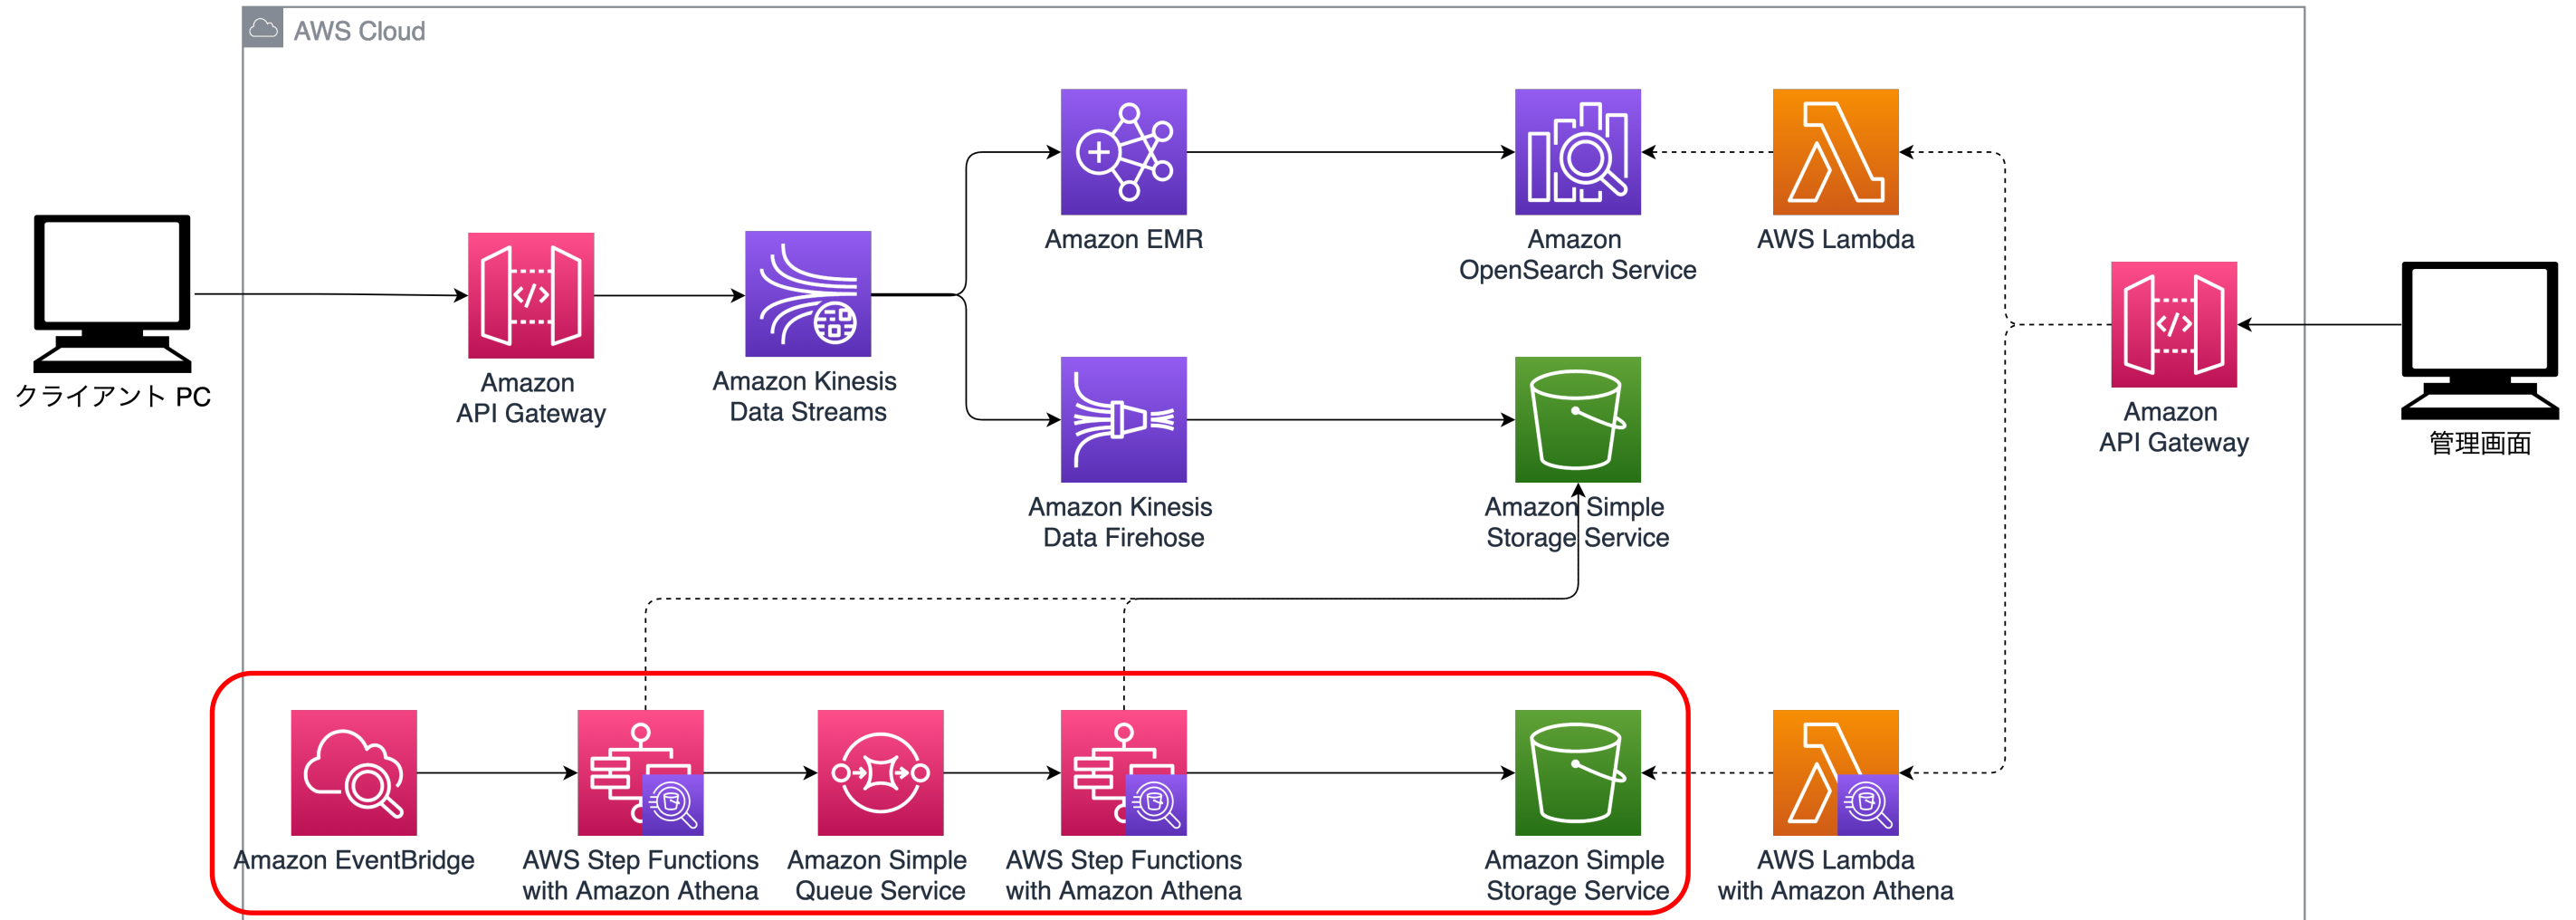 AWS Cloud
Amazon EMR
Amazon
OpenSearch Service
AWS Lambda
クライアント PC
Amazon
API Gateway
Amazon Kinesis
Data Streams
Amazon
API Gateway
管理画面
Amazon Kinesis
Data Firehose
Amazon Simple
Storage Service
Amazon EventBridge
AWS Step Functions
with Amazon Athena
Amazon Simple
Queue Service
AWS Step Functions
with Amazon Athena
Amazon Simple
Storage Service
AWS Lambda
with Amazon Athena